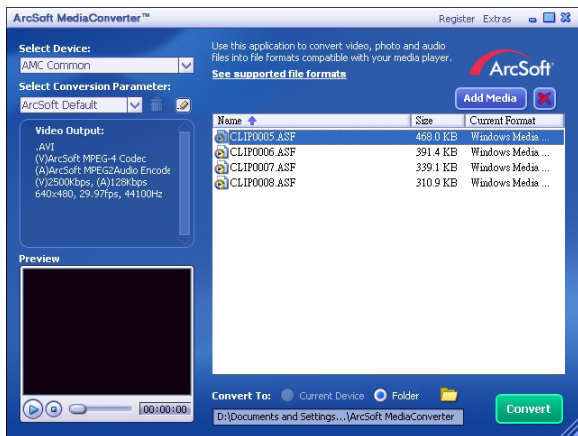 ArcSoft MediaConverter™
Register Extras
Select Device:
AMC Common
Select Conversion Parameter:
ArcSoft Default
Video Output:
.AVI
(V)ArcSoft MPEG-4 Codec
(A)ArcSoft MPEG2Audio Encode
(V)2500Kbps, (A)128Kbps
640x480, 29.97fps, 44100Hz
Preview
00:00:00
Use this application to convert video, photo and audio
files into file formats compatible with your media player.
See supported file formats
ArcSoft
Add Media
Name Size Current Format
CLIP0005.ASF 468.0 KB Windows Media ...
CLIP0006.ASF 391.4 KB Windows Media ...
CLIP0007.ASF 339.1 KB Windows Media ...
CLIP0008.ASF 310.9 KB Windows Media ...
Convert To: Current Device Folder
D:\Documents and Settings...\ArcSoft MediaConverter
Convert